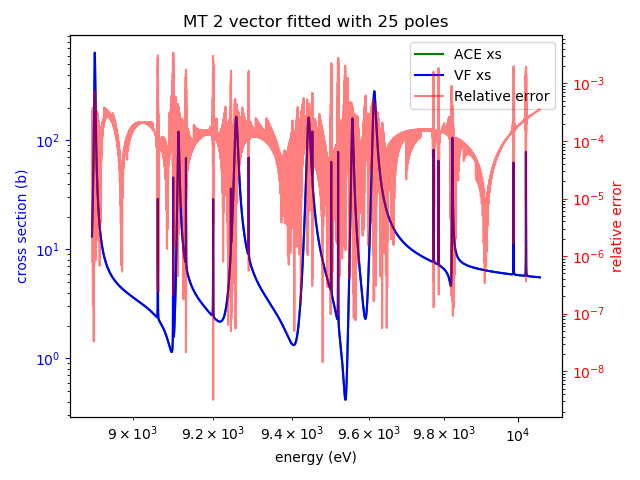 MT 2 vector fitted with 25 poles
ACE xs
VF xs
Relative error
cross section (b)
10²
10¹
10⁰
10⁻³
10⁻⁴
10⁻⁵
10⁻⁶
10⁻⁷
10⁻⁸
relative error
9 × 10³ 9.2 × 10³ 9.4 × 10³ 9.6 × 10³ 9.8 × 10³ 10⁴
energy (eV)